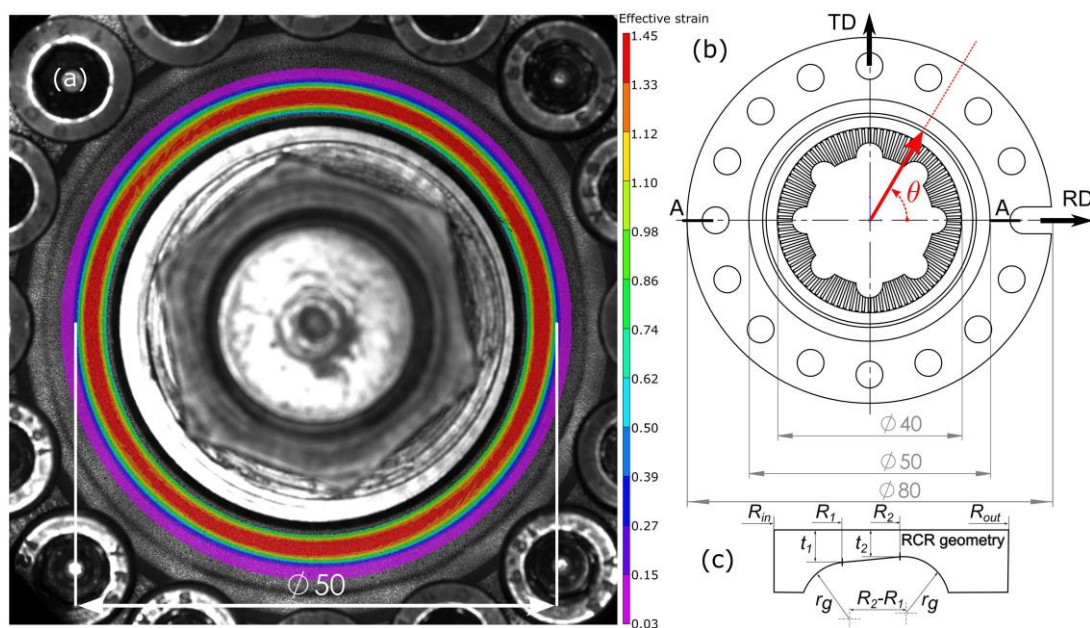 (a)
Effective strain
1.45
1.33
1.12
1.10
0.98
0.86
0.74
0.62
0.50
0.39
0.27
0.15
0.03
∅50
(b)
TD
θ
A
A
RD
∅40
∅50
∅80
(c)
R_in
R_1
R_2
R_out
t_1
t_2
RCR geometry
r_g
R_2-R_1
r_g